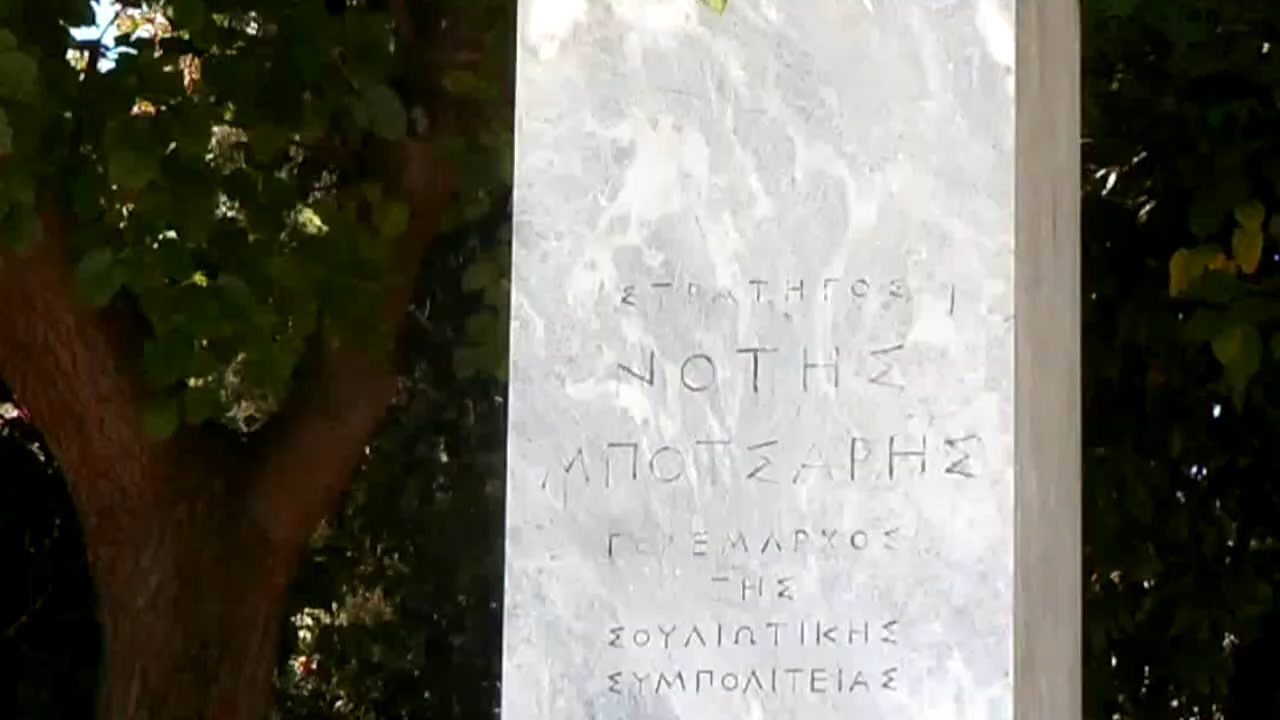 ΣΤΡΑΤΗΓΟΣ
ΝΟΤΗΣ
ΜΠΟΤΣΑΡΗΣ
ΠΟΛΕΜΑΡΧΟΣ
ΤΗΣ
ΣΟΥΛΙΩΤΙΚΗΣ
ΣΥΜΠΟΛΙΤΕΙΑΣ